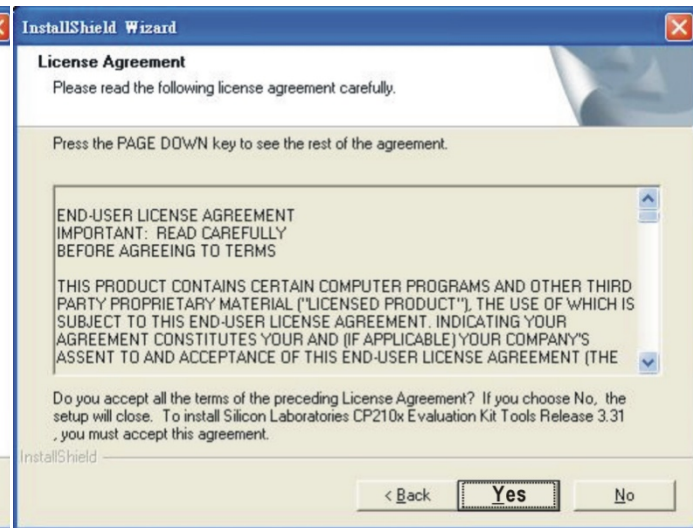 InstallShield Wizard
License Agreement
Please read the following license agreement carefully.
Press the PAGE DOWN key to see the rest of the agreement.
END-USER LICENSE AGREEMENT
IMPORTANT: READ CAREFULLY
BEFORE AGREEING TO TERMS
THIS PRODUCT CONTAINS CERTAIN COMPUTER PROGRAMS AND OTHER THIRD
PARTY PROPRIETARY MATERIAL ("LICENSED PRODUCT"), THE USE OF WHICH IS
SUBJECT TO THIS END-USER LICENSE AGREEMENT. INDICATING YOUR
AGREEMENT CONSTITUTES YOUR AND (IF APPLICABLE) YOUR COMPANY'S
ASSENT TO AND ACCEPTANCE OF THIS END-USER LICENSE AGREEMENT (THE
Do you accept all the terms of the preceding License Agreement? If you choose No, the
setup will close. To install Silicon Laboratories CP210x Evaluation Kit Tools Release 3.31
, you must accept this agreement.
InstallShield
< Back Yes No